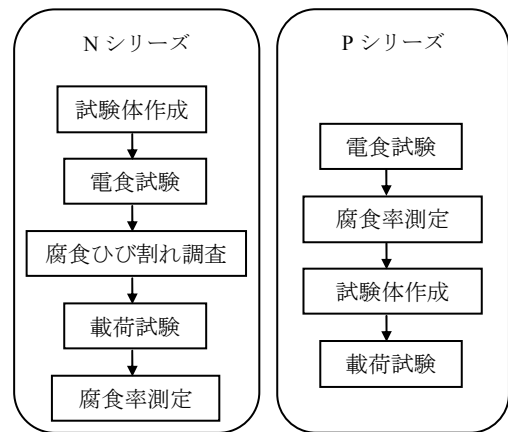 N シリーズ
試験体作成
電食試験
腐食ひび割れ調査
載荷試験
腐食率測定
P シリーズ
電食試験
腐食率測定
試験体作成
載荷試験